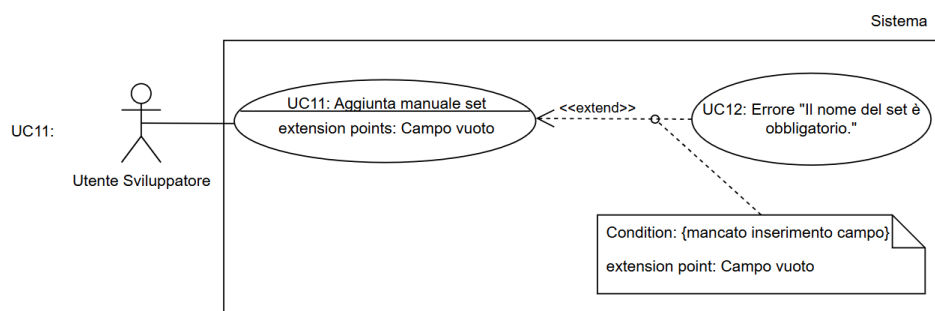 Sistema
UC11: Aggiunta manuale set
extension points: Campo vuoto
<<extend>>
UC12: Errore "Il nome del set è
obbligatorio."
UC11:
Utente Sviluppatore
Condition: {mancato inserimento campo}
extension point: Campo vuoto